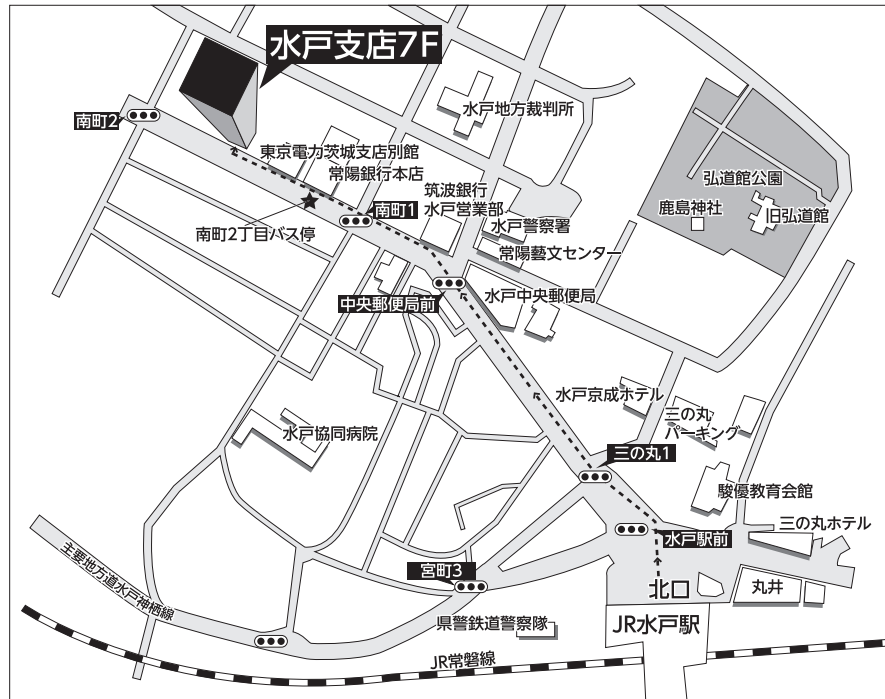 水戸支店7F
南町2
水戸地方裁判所
東京電力茨城支店別館
常陽銀行本店
筑波銀行
水戸営業部
弘道館公園
鹿島神社
旧弘道館
南町1
水戸警察署
南町2丁目バス停
常陽藝文センター
中央郵便局前
水戸中央郵便局
水戸京成ホテル
三の丸
パーキング
水戸協同病院
三の丸1
駿優教育会館
三の丸ホテル
水戸駅前
主要地方道水戸神栖線
宮町3
北口
丸井
県警鉄道警察隊
JR水戸駅
JR常磐線